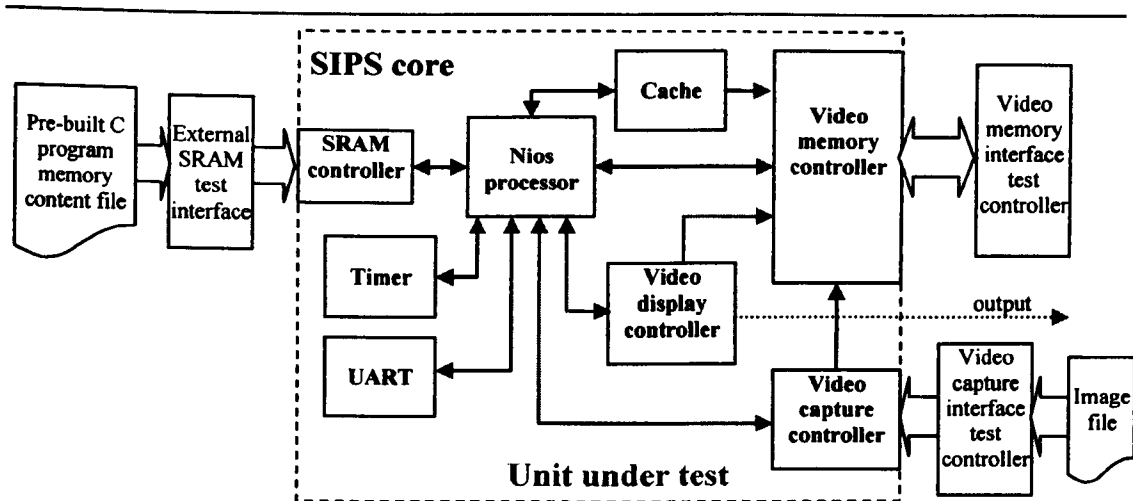 SIPS core
Pre-built C
program
memory
content file
External
SRAM
test
interface
SRAM
controller
Nios
processor
Cache
Video
memory
controller
Video
memory
interface
test
controller
Timer
UART
Video
display
controller
output
Video
capture
controller
Video
capture
interface
test
controller
Image
file
Unit under test